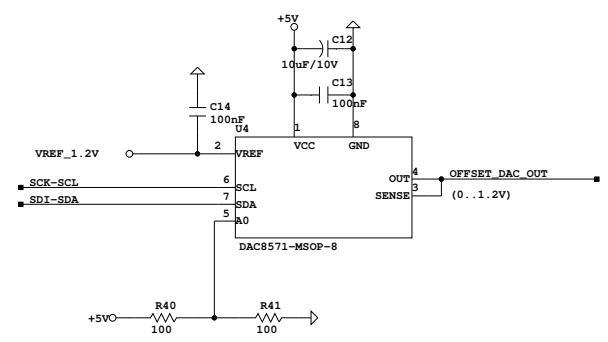 +5V
C12
10uF/10V
C13
100nF
C14
100nF
U4
1
8
VCC
GND
VREF_1.2V
2
VREF
SCK-SCL
6
SCL
SDI-SDA
7
SDA
5
A0
OUT
4
OFFSET_DAC_OUT
SENSE
3
(0..1.2V)
DAC8571-MSOP-8
R40
R41
+5V
100
100